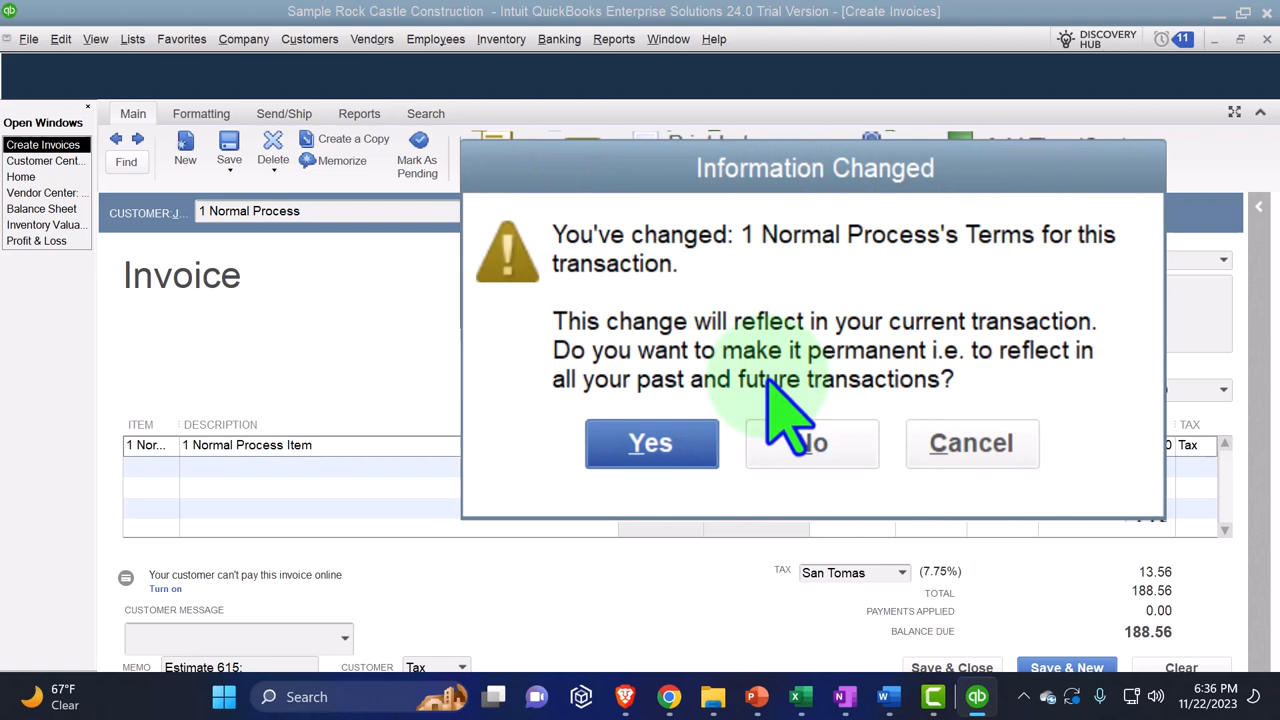 Sample Rock Castle Construction - Intuit QuickBooks Enterprise Solutions 24.0 Trial Version - [Create Invoices]
File Edit View Lists Favorites Company Customers Vendors Employees Inventory Banking Reports Window Help
DISCOVERY
HUB
11
Main Formatting Send/Ship Reports Search
Open Windows
Create Invoices
Customer Cent...
Home
Vendor Center: ...
Balance Sheet
Inventory Valua...
Profit & Loss
Find
New
Save
Delete
Create a Copy
Memorize
Mark As
Pending
CUSTOMER:J...
1 Normal Process
Invoice
Information Changed
You've changed: 1 Normal Process's Terms for this
transaction.
This change will reflect in your current transaction.
Do you want to make it permanent i.e. to reflect in
all your past and future transactions?
Yes
No
Cancel
ITEM DESCRIPTION TAX
1 Nor... 1 Normal Process Item 0 Tax
Your customer can't pay this invoice online
Turn on
CUSTOMER MESSAGE
TAX San Tomas (7.75%) 13.56
TOTAL 188.56
PAYMENTS APPLIED 0.00
BALANCE DUE 188.56
MEMO Estimate 615: CUSTOMER Tax
Save & Close Save & New Clear
67°F
Clear
Search
6:36 PM
11/22/2023